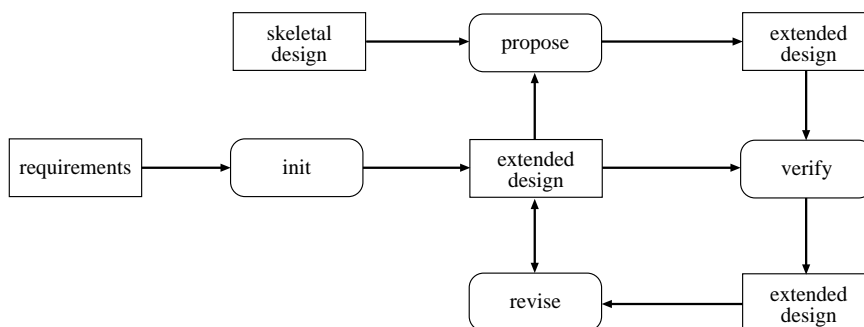 skeletal
design
propose
extended
design
requirements
init
extended
design
verify
revise
extended
design